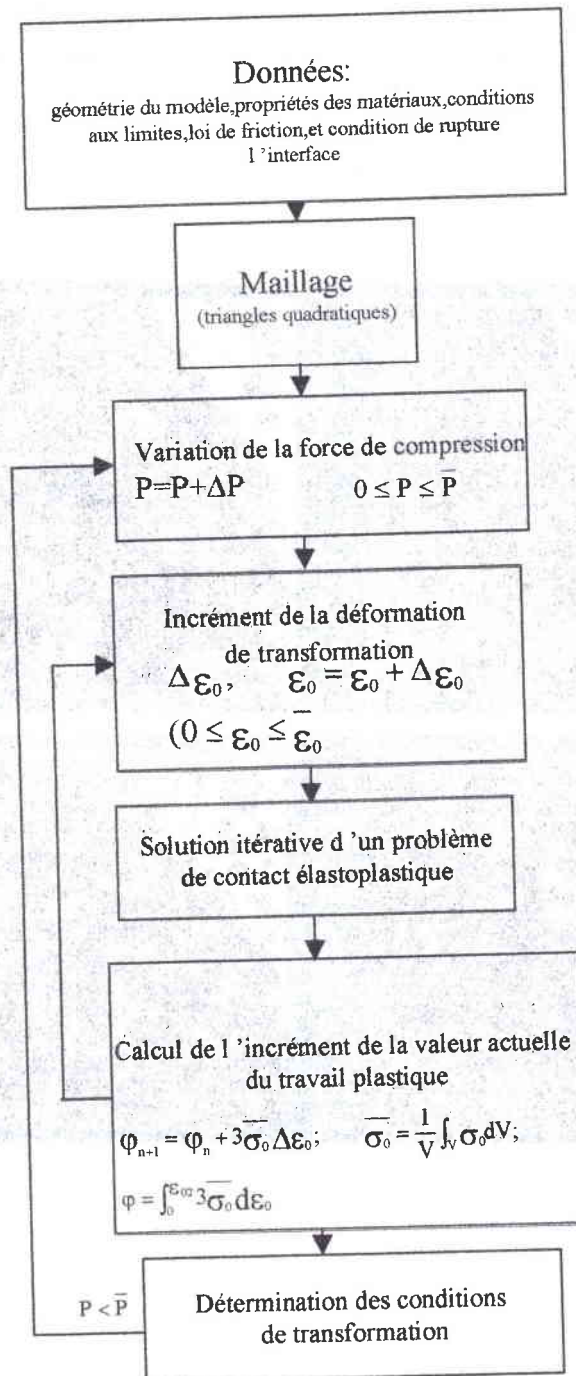 Données:
géométrie du modèle,propriétés des matériaux,conditions
aux limites,loi de friction,et condition de rupture
l 'interface
Maillage
(triangles quadratiques)
Variation de la force de compression
P=P+ΔP 0 ≤ P ≤ P̅
Incrément de la déformation
de transformation
Δε₀, ε₀ = ε₀ + Δε₀
(0 ≤ ε₀ ≤ ε̅₀
Solution itérative d 'un problème
de contact élastoplastique
Calcul de l 'incrément de la valeur actuelle
du travail plastique
φₙ₊₁ = φₙ + 3σ̅₀Δε₀; σ̅₀ = 1/V ∫ᵥ σ₀dV;
φ = ∫₀^ε₀₂ 3σ̅₀dε₀
P < P̅
Détermination des conditions
de transformation